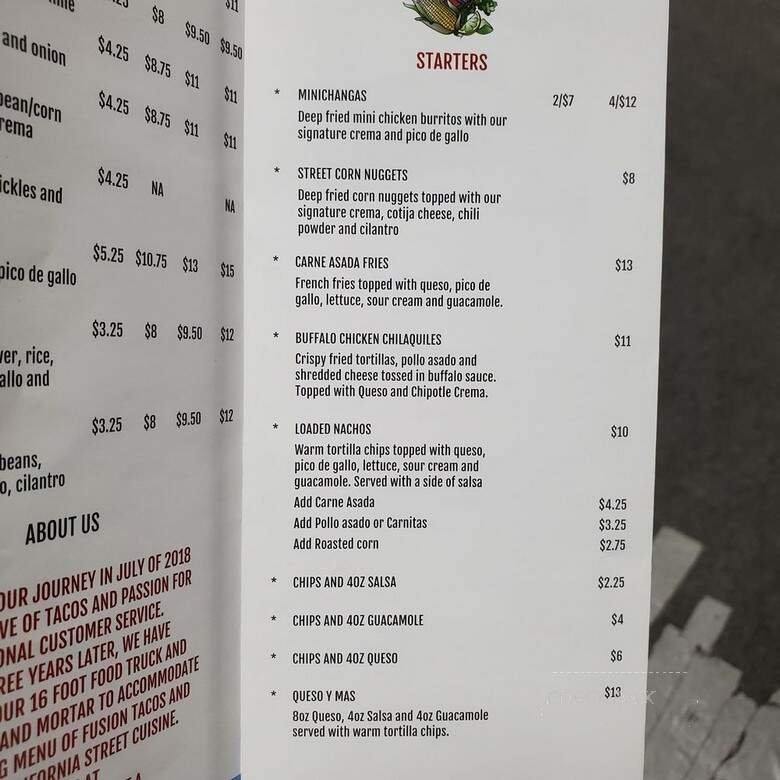 $8
$9.50
$9.50
$11
and onion
$4.25
$8.75
$11
$11
bean/corn
rema
$4.25
$8.75
$11
$11
ickles and
$4.25
NA
NA
pico de gallo
$5.25
$10.75
$13
$15
$3.25
$8
$9.50
$12
ver, rice,
allo and
$3.25
$8
$9.50
$12
beans,
o, cilantro
ABOUT US
OUR JOURNEY IN JULY OF 2018
VE OF TACOS AND PASSION FOR
ONAL CUSTOMER SERVICE.
REE YEARS LATER, WE HAVE
OUR 16 FOOT FOOD TRUCK AND
AND MORTAR TO ACCOMMODATE
G MENU OF FUSION TACOS AND
FORNIA STREET CUISINE.
STARTERS
* MINICHANGAS 2/$7 4/$12
Deep fried mini chicken burritos with our
signature crema and pico de gallo
* STREET CORN NUGGETS $8
Deep fried corn nuggets topped with our
signature crema, cotija cheese, chili
powder and cilantro
* CARNE ASADA FRIES $13
French fries topped with queso, pico de
gallo, lettuce, sour cream and guacamole.
* BUFFALO CHICKEN CHILAQUILES $11
Crispy fried tortillas, pollo asado and
shredded cheese tossed in buffalo sauce.
Topped with Queso and Chipotle Crema.
* LOADED NACHOS $10
Warm tortilla chips topped with queso,
pico de gallo, lettuce, sour cream and
guacamole. Served with a side of salsa
Add Carne Asada $4.25
Add Pollo asado or Carnitas $3.25
Add Roasted corn $2.75
* CHIPS AND 4OZ SALSA $2.25
* CHIPS AND 4OZ GUACAMOLE $4
* CHIPS AND 4OZ QUESO $6
* QUESO Y MAS $13
8oz Queso, 4oz Salsa and 4oz Guacamole
served with warm tortilla chips.